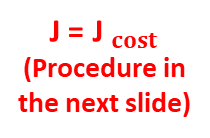 J = J cost
(Procedure in
the next slide)